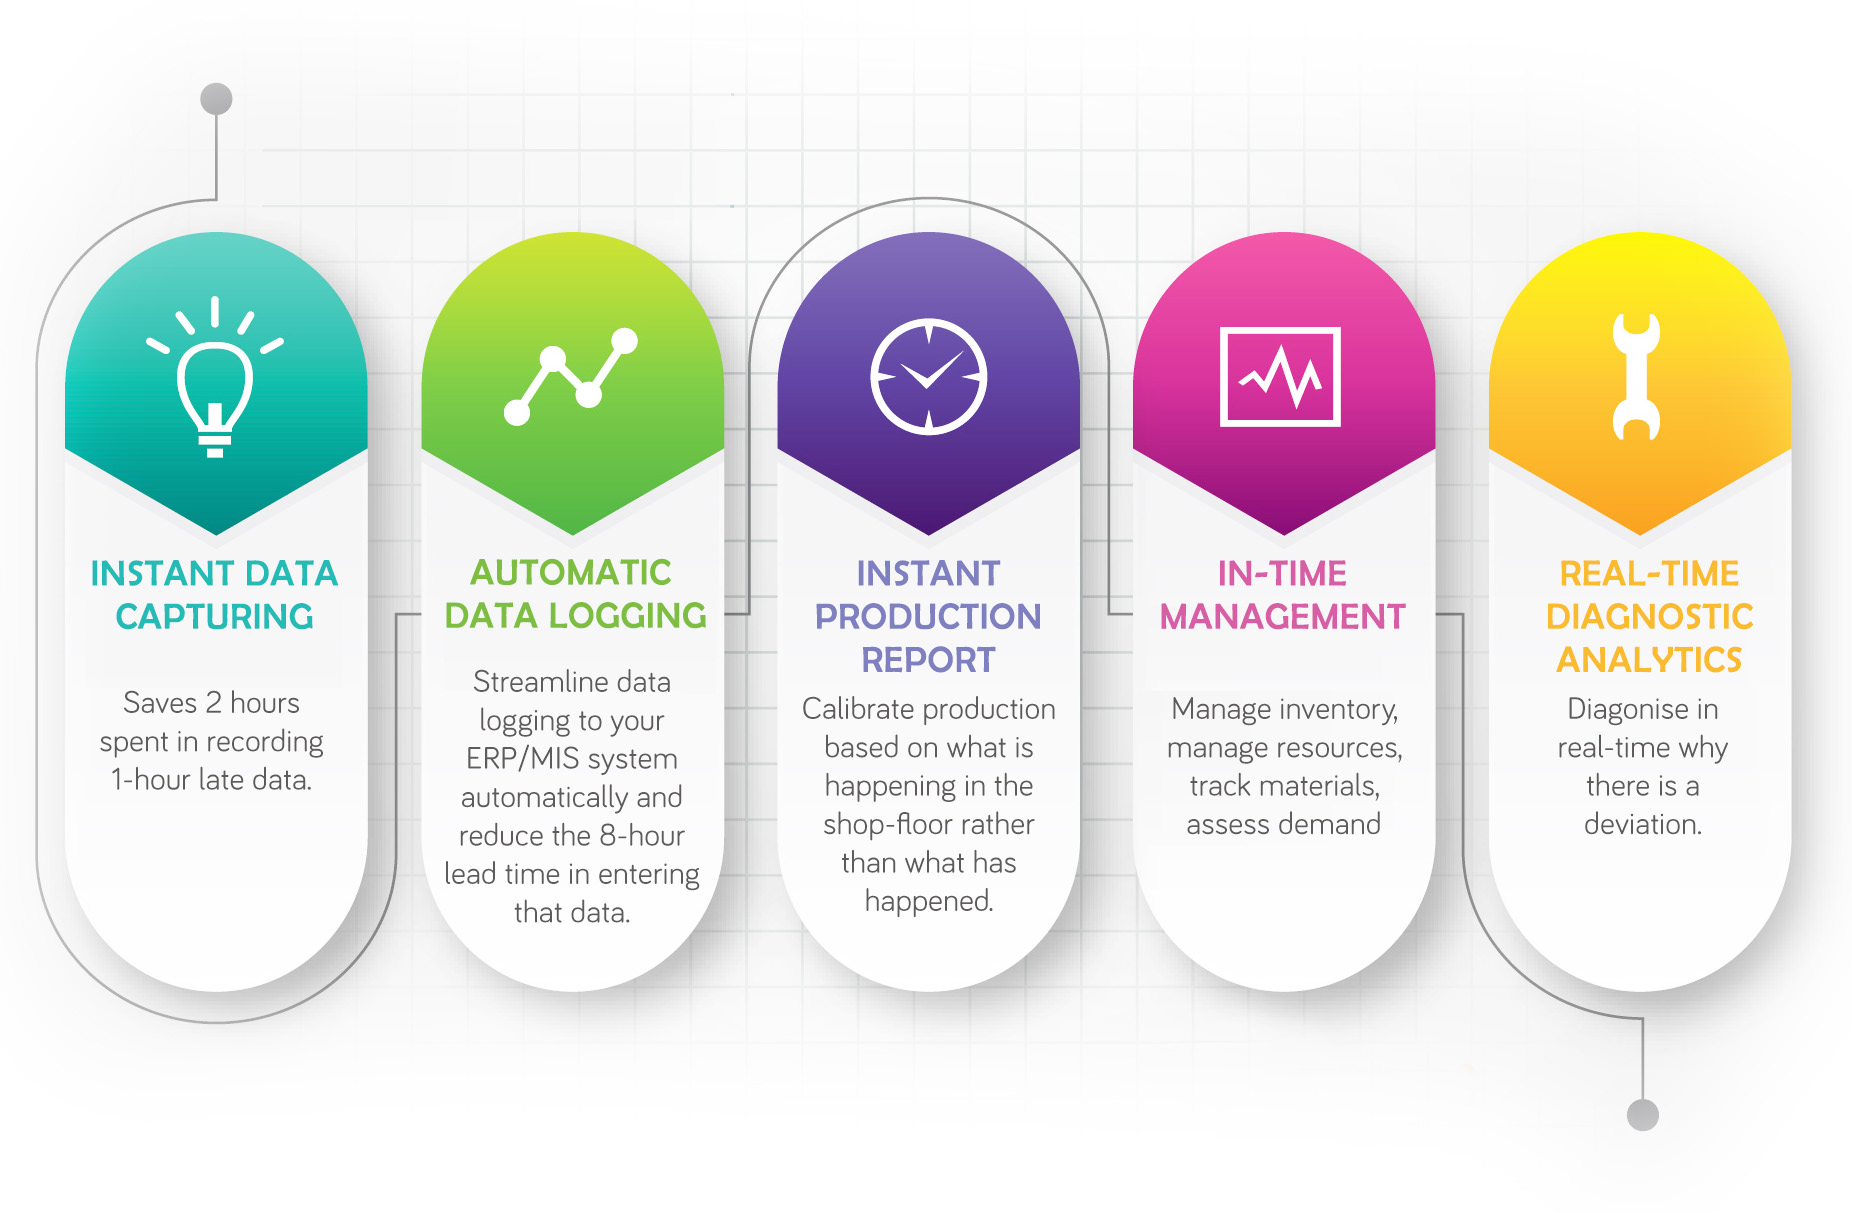 INSTANT DATA
CAPTURING
Saves 2 hours
spent in recording
1-hour late data.
AUTOMATIC
DATA LOGGING
Streamline data
logging to your
ERP/MIS system
automatically and
reduce the 8-hour
lead time in entering
that data.
INSTANT
PRODUCTION
REPORT
Calibrate production
based on what is
happening in the
shop-floor rather
than what has
happened.
IN-TIME
MANAGEMENT
Manage inventory,
manage resources,
track materials,
assess demand
REAL-TIME
DIAGNOSTIC
ANALYTICS
Diagonise in
real-time why
there is a
deviation.